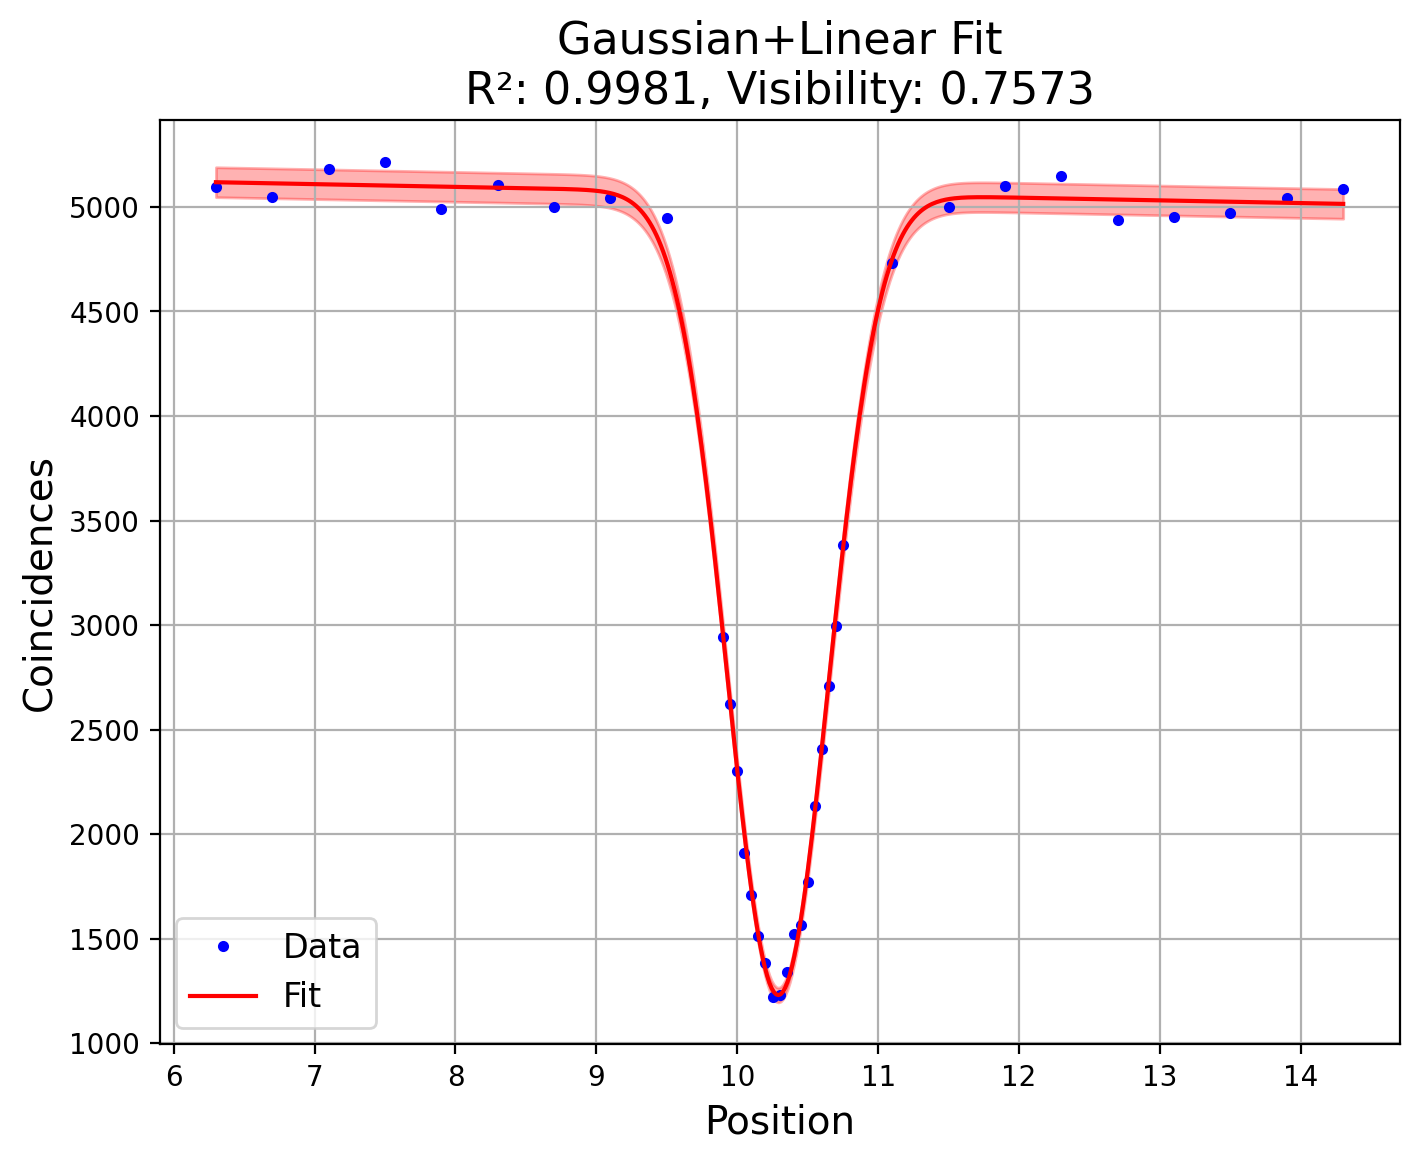 Gaussian+Linear Fit
R²: 0.9981, Visibility: 0.7573
Coincidences
5000
4500
4000
3500
3000
2500
2000
1500
1000
Data
Fit
6 7 8 9 10 11 12 13 14
Position